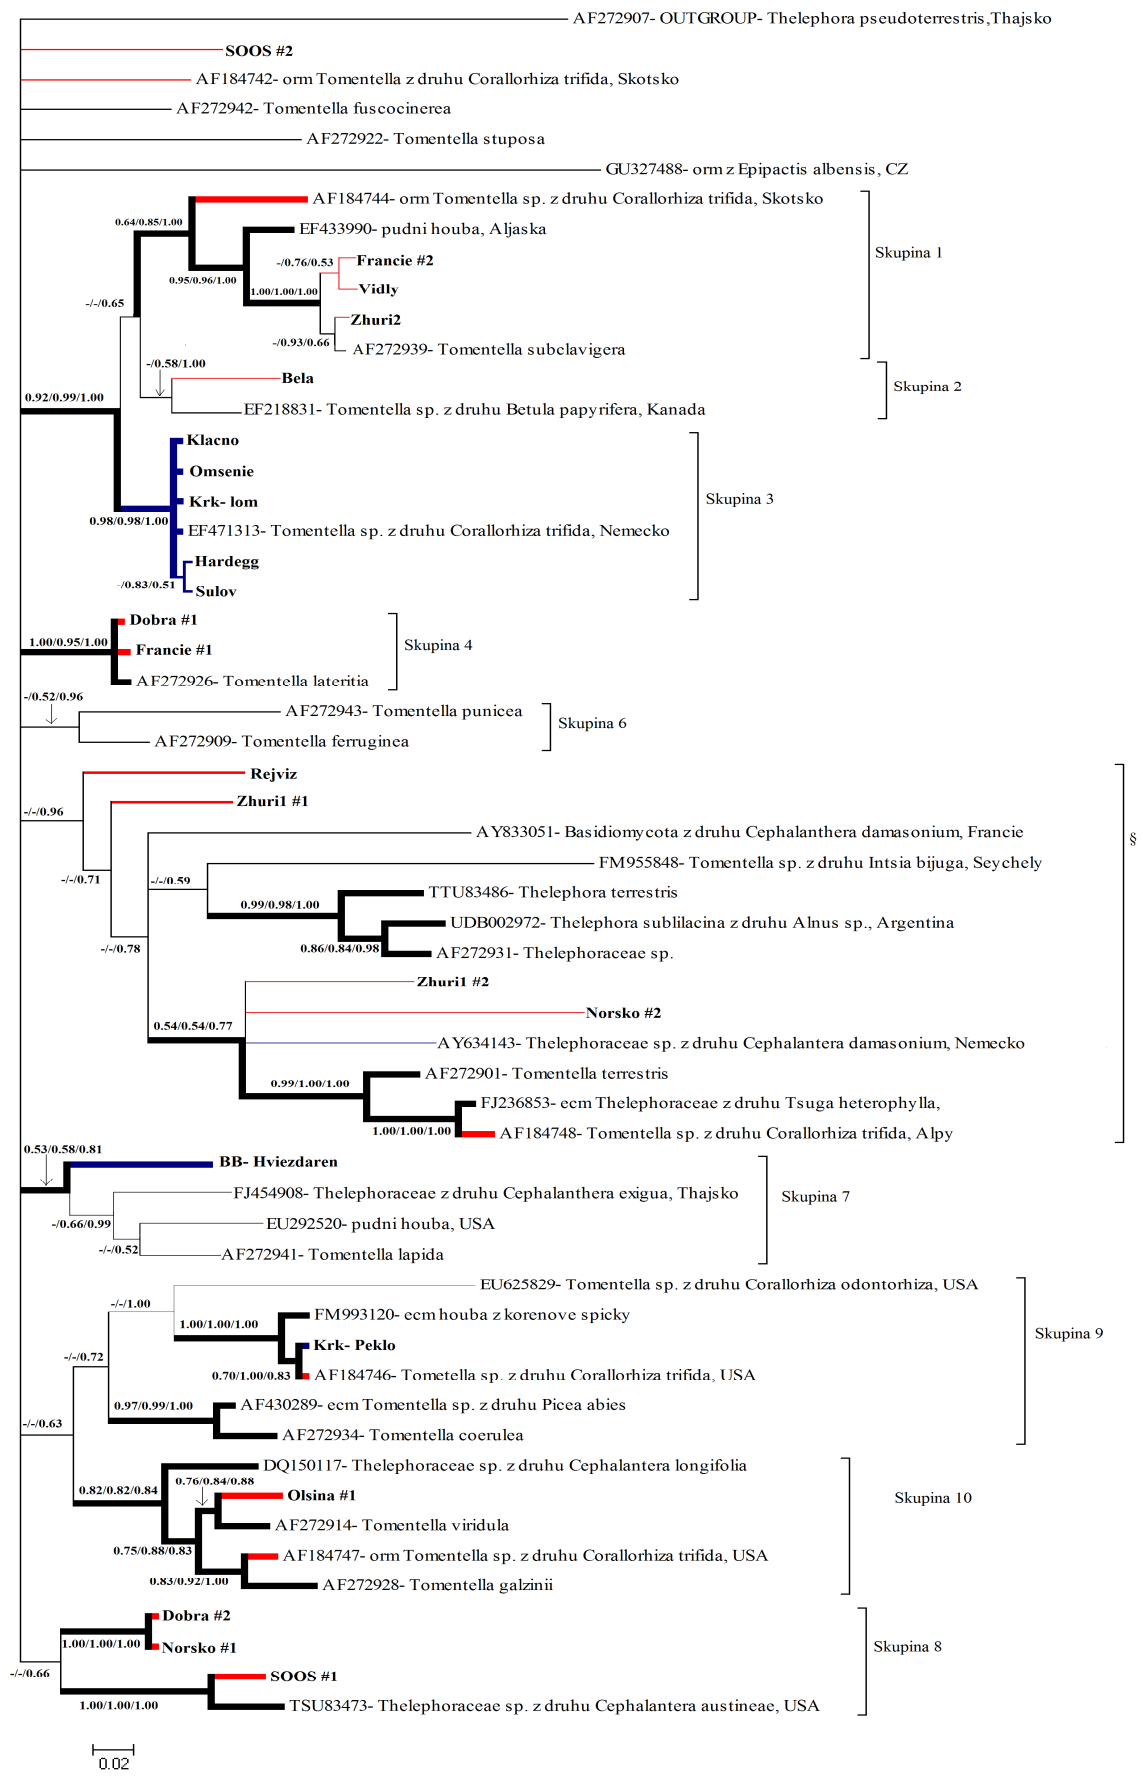 AF272907- OUTGROUP- Thelephora pseudoterrestris,Thajsko
SOOS #2
AF184742- orm Tomentella z druhu Corallorhiza trifida, Skotsko
AF272942- Tomentella fuscocinerea
AF272922- Tomentella stuposa
GU327488- orm z Epipactis albensis, CZ
AF184744- orm Tomentella sp. z druhu Corallorhiza trifida, Skotsko
0.64/0.85/1.00
EF433990- pudni houba, Aljaska
Skupina 1
-/0.76/0.53
Francie #2
0.95/0.96/1.00
1.00/1.00/1.00
Vidly
-/-/0.65
Zhuri2
-/0.93/0.66
AF272939- Tomentella subclavigera
-/0.58/1.00
Bela
Skupina 2
0.92/0.99/1.00
EF218831- Tomentella sp. z druhu Betula papyrifera, Kanada
Klacno
Omsenie
Krk- lom
Skupina 3
0.98/0.98/1.00
EF471313- Tomentella sp. z druhu Corallorhiza trifida, Nemecko
Hardegg
-/0.83/0.51
Sulov
Dobra #1
1.00/0.95/1.00
Francie #1
Skupina 4
AF272926- Tomentella lateritia
-/0.52/0.96
AF272943- Tomentella punicea
Skupina 6
AF272909- Tomentella ferruginea
Rejviz
Zhuri1 #1
-/-/0.96
AY833051- Basidiomycota z druhu Cephalanthera damasonium, Francie
§
FM955848- Tomentella sp. z druhu Intsia bijuga, Seychely
-/-/0.71
-/-/0.59
TTU83486- Thelephora terrestris
0.99/0.98/1.00
UDB002972- Thelephora sublilacina z druhu Alnus sp., Argentina
-/-/0.78
0.86/0.84/0.98
AF272931- Thelephoraceae sp.
Zhuri1 #2
Norsko #2
0.54/0.54/0.77
AY634143- Thelephoraceae sp. z druhu Cephalantera damasonium, Nemecko
AF272901- Tomentella terrestris
0.99/1.00/1.00
FJ236853- ecm Thelephoraceae z druhu Tsuga heterophylla,
1.00/1.00/1.00
AF184748- Tomentella sp. z druhu Corallorhiza trifida, Alpy
0.53/0.58/0.81
BB- Hviezdaren
FJ454908- Thelephoraceae z druhu Cephalanthera exigua, Thajsko
Skupina 7
-/0.66/0.99
EU292520- pudni houba, USA
-/-/0.52
AF272941- Tomentella lapida
EU625829- Tomentella sp. z druhu Corallorhiza odontorhiza, USA
-/-/1.00
FM993120- ecm houba z korenove spicky
1.00/1.00/1.00
Skupina 9
Krk- Peklo
-/-/0.72
0.70/1.00/0.83
AF184746- Tometella sp. z druhu Corallorhiza trifida, USA
0.97/0.99/1.00
AF430289- ecm Tomentella sp. z druhu Picea abies
-/-/0.63
AF272934- Tomentella coerulea
DQ150117- Thelephoraceae sp. z druhu Cephalantera longifolia
0.76/0.84/0.88
0.82/0.82/0.84
Olsina #1
Skupina 10
AF272914- Tomentella viridula
0.75/0.88/0.83
AF184747- orm Tomentella sp. z druhu Corallorhiza trifida, USA
0.83/0.92/1.00
AF272928- Tomentella galzinii
Dobra #2
1.00/1.00/1.00
Norsko #1
Skupina 8
-/-/0.66
SOOS #1
1.00/1.00/1.00
TSU83473- Thelephoraceae sp. z druhu Cephalantera austineae, USA
0.02